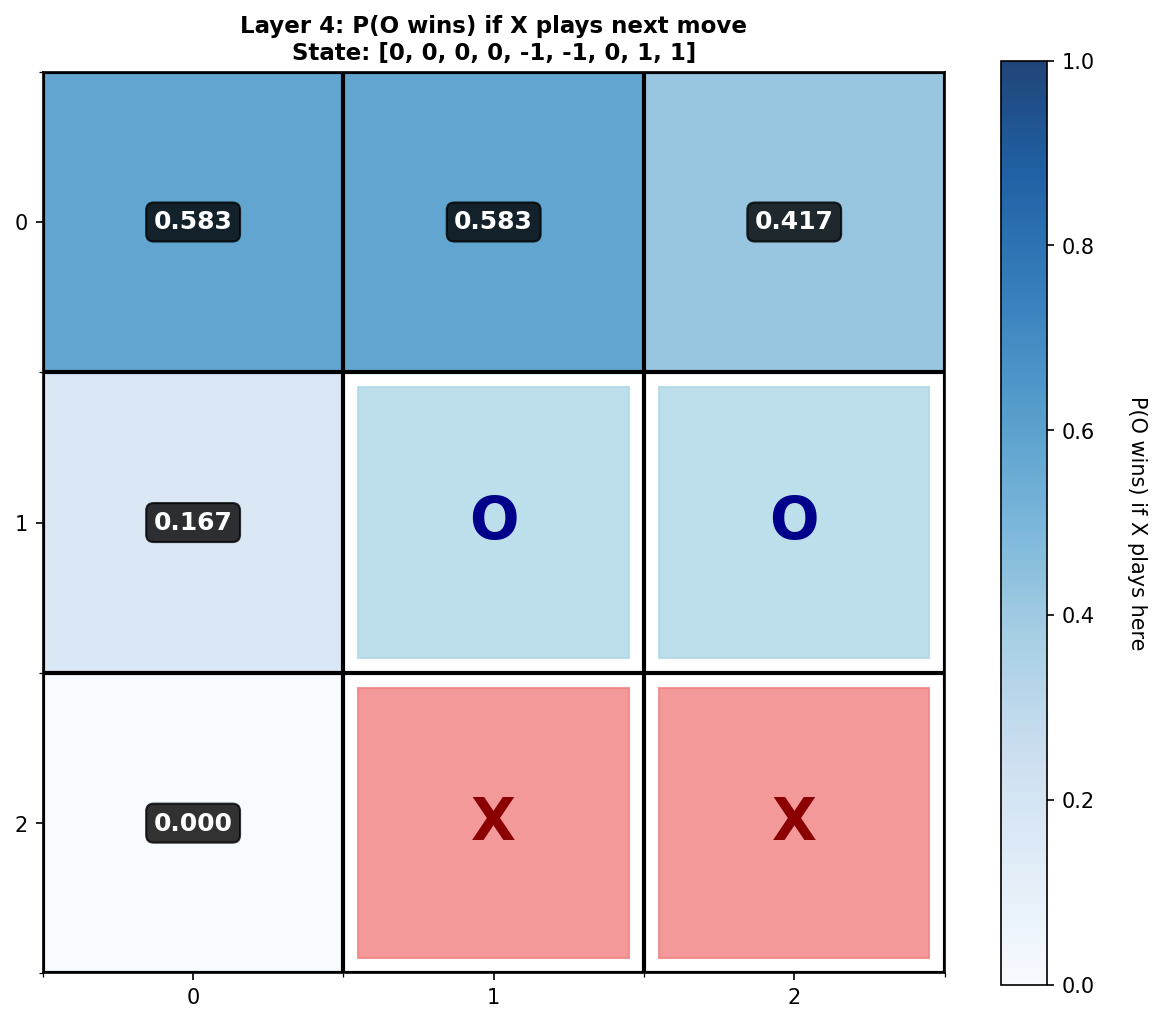 Layer 4: P(O wins) if X plays next move
State: [0, 0, 0, 0, -1, -1, 0, 1, 1]
0
0.583
0.583
0.417
1
0.167
O
O
2
0.000
X
X
0
1
2
1.0
0.8
0.6
0.4
0.2
0.0
P(O wins) if X plays here